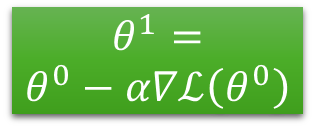 θ¹ =
θ⁰ − α∇ℒ(θ⁰)